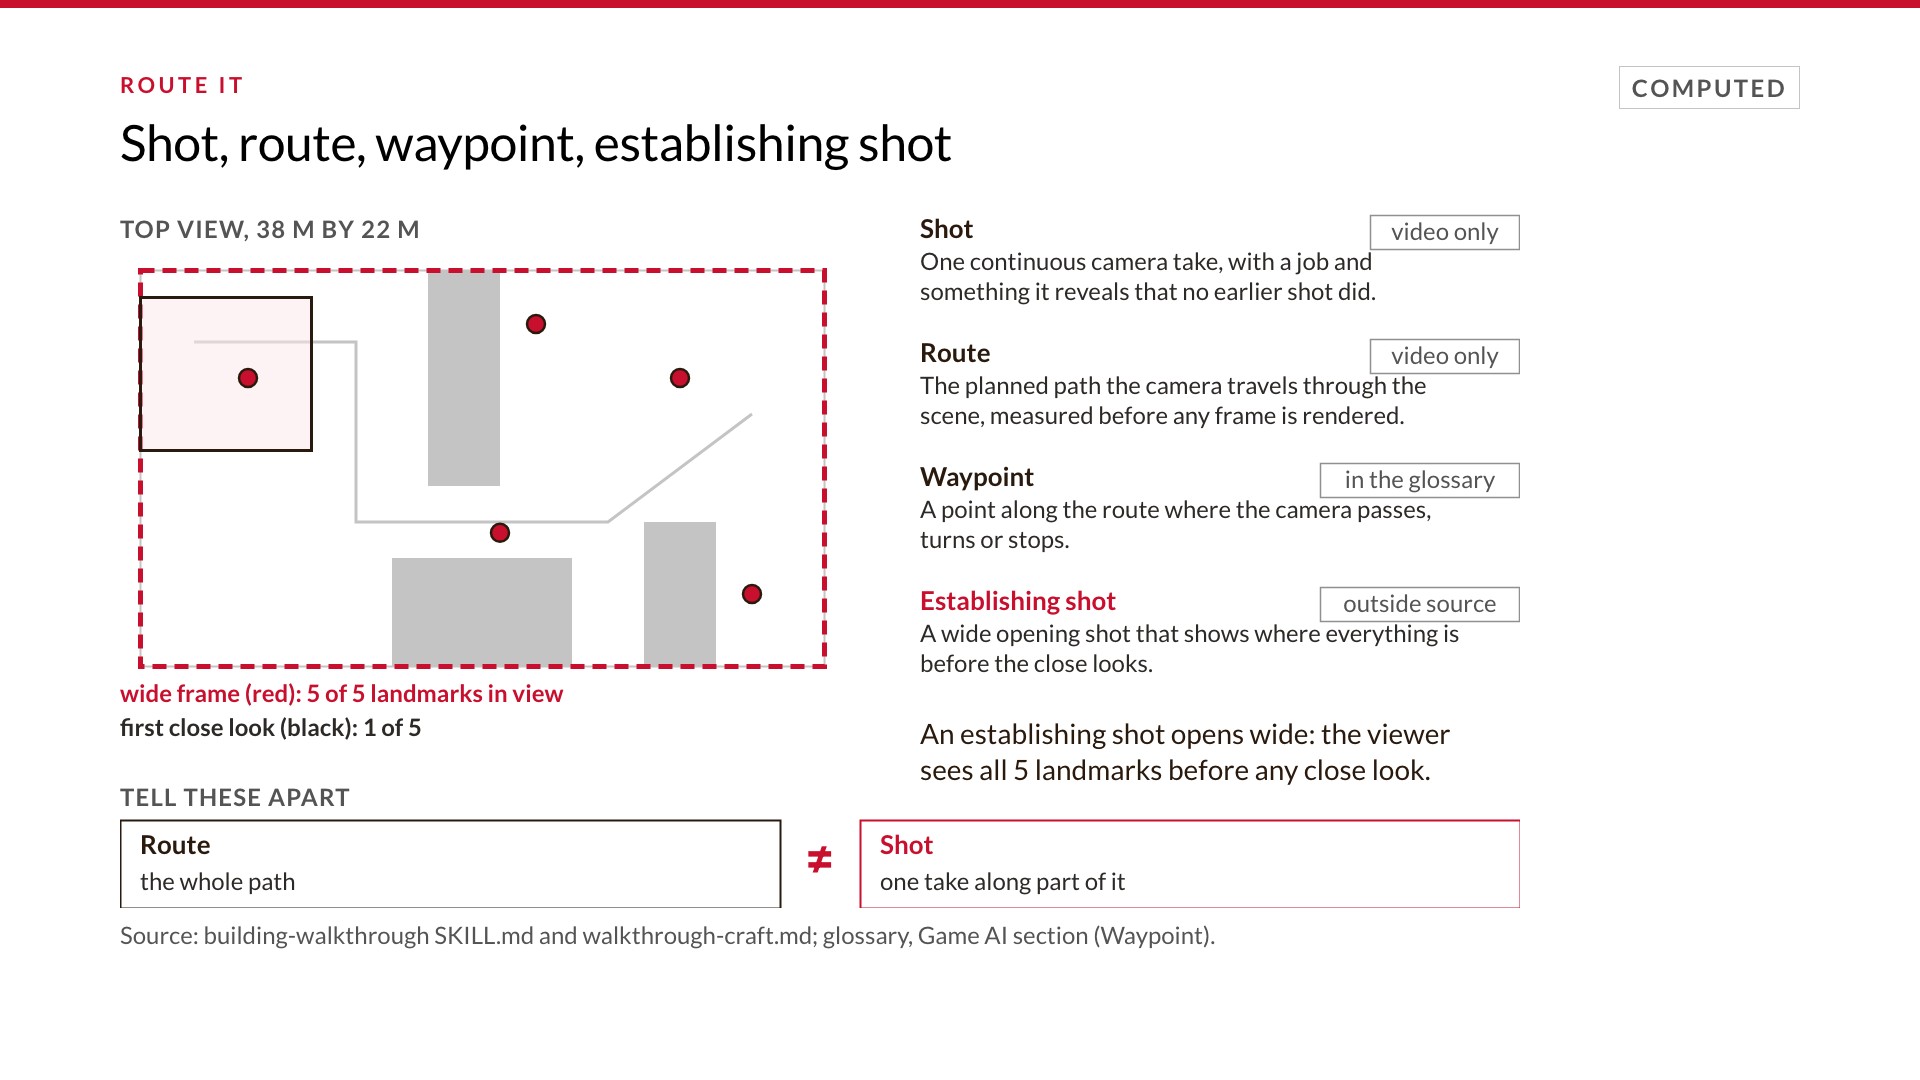 ROUTE IT
COMPUTED
Shot, route, waypoint, establishing shot
TOP VIEW, 38 M BY 22 M
wide frame (red): 5 of 5 landmarks in view
first close look (black): 1 of 5
Shot
video only
One continuous camera take, with a job and
something it reveals that no earlier shot did.
Route
video only
The planned path the camera travels through the
scene, measured before any frame is rendered.
Waypoint
in the glossary
A point along the route where the camera passes,
turns or stops.
Establishing shot
outside source
A wide opening shot that shows where everything is
before the close looks.
An establishing shot opens wide: the viewer
sees all 5 landmarks before any close look.
TELL THESE APART
Route
the whole path
≠
Shot
one take along part of it
Source: building-walkthrough SKILL.md and walkthrough-craft.md; glossary, Game AI section (Waypoint).